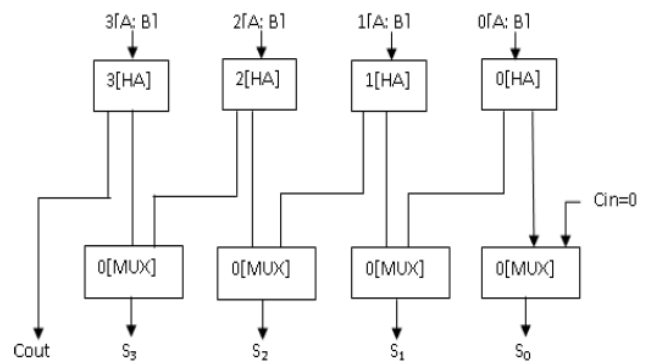 3[A: B] 2[A: B] 1[A: B] 0[A: B]
3[HA] 2[HA] 1[HA] 0[HA]
Cin=0
0[MUX] 0[MUX] 0[MUX] 0[MUX]
Cout S3 S2 S1 S0